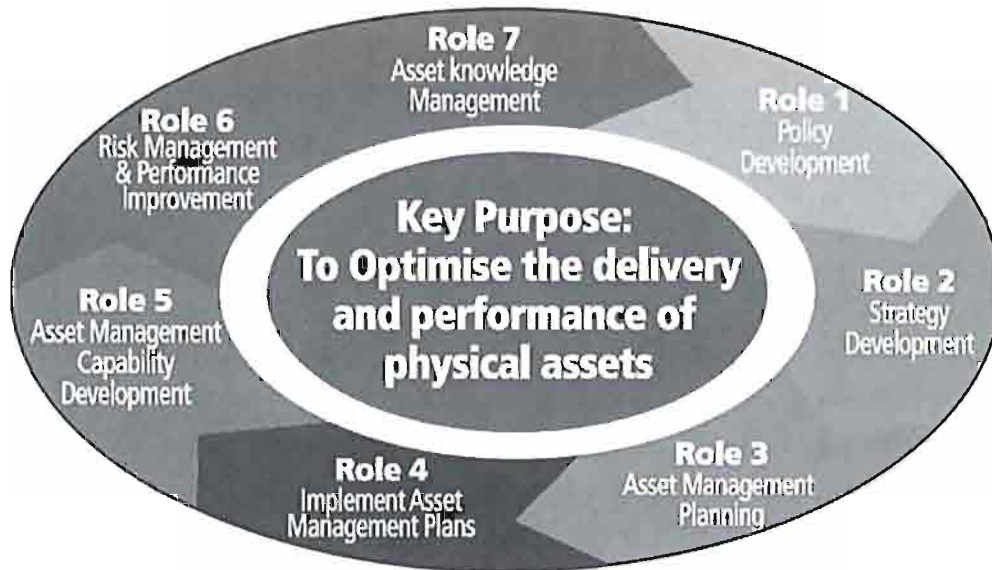 Key Purpose:
To Optimise the delivery
and performance of
physical assets
Role 1
Policy
Development
Role 2
Strategy
Development
Role 3
Asset Management
Planning
Role 4
Implement Asset
Management Plans
Role 5
Asset Management
Capability
Development
Role 6
Risk Management
& Performance
Improvement
Role 7
Asset knowledge
Management